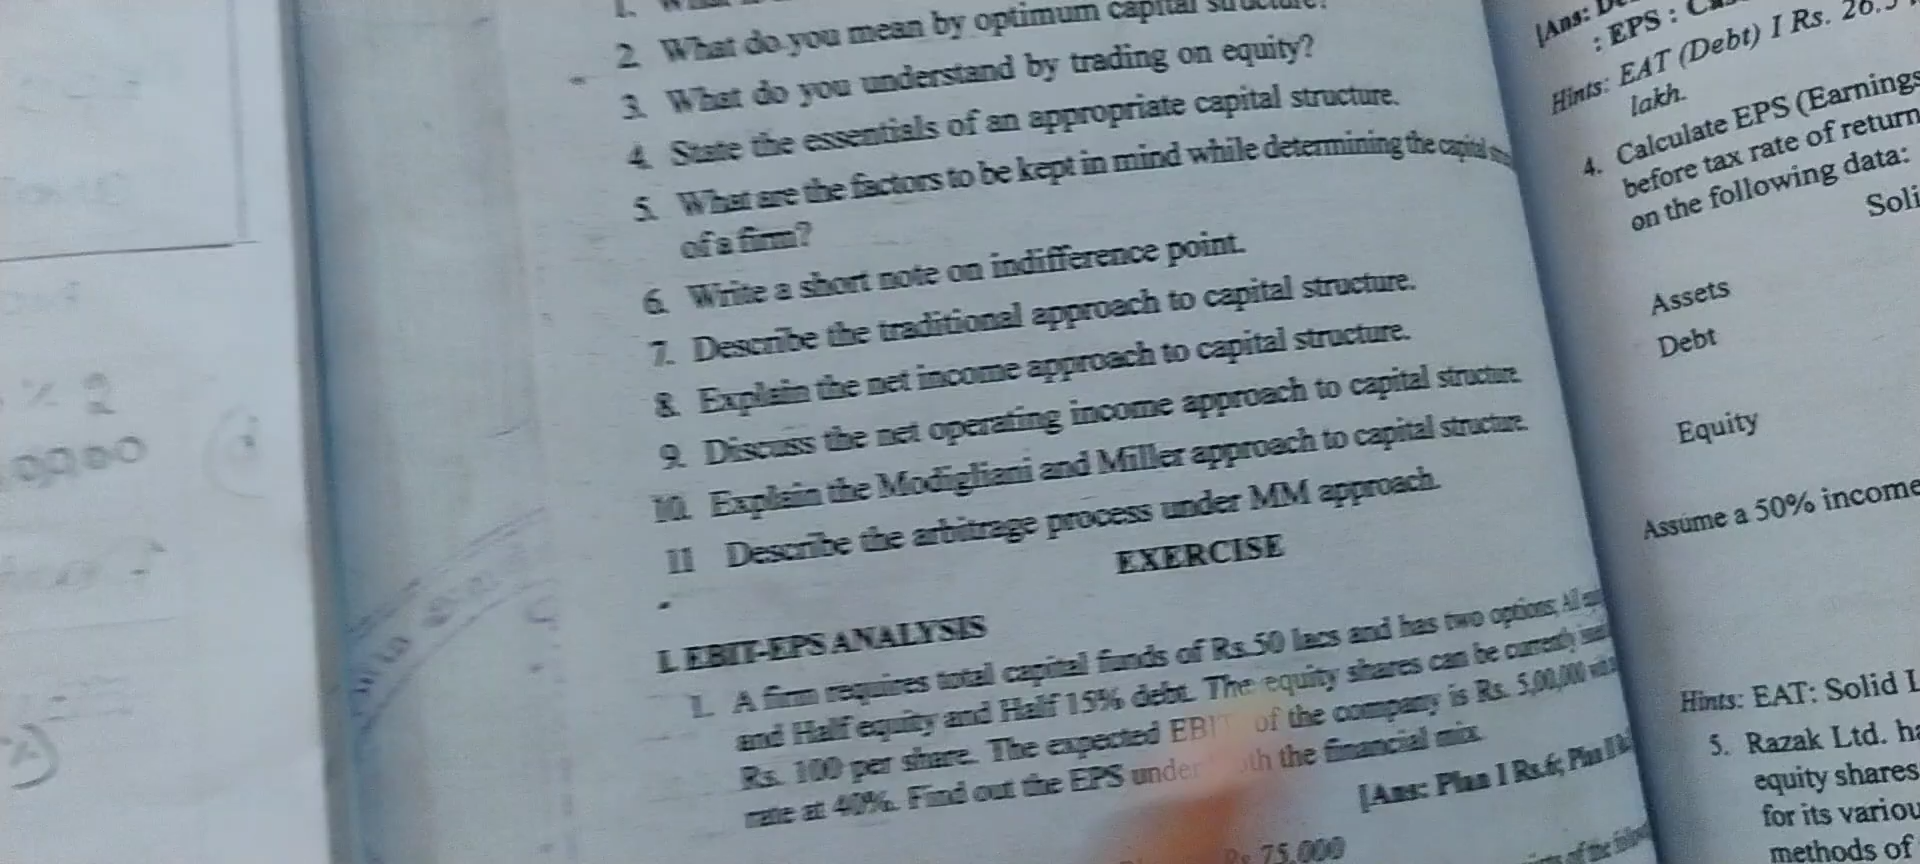 2. What do you mean by optimum capital structure?
3. What do you understand by trading on equity?
4. State the essentials of an appropriate capital structure.
5. What are the factors to be kept in mind while determining the capital
of a firm?
6. Write a short note on indifference point.
7. Describe the traditional approach to capital structure.
8. Explain the net income approach to capital structure.
9. Discuss the net operating income approach to capital structure.
10. Explain the Modigliani and Miller approach to capital structure.
11 Describe the arbitrage process under MM approach.
EXERCISE
I. EBIT-EPS ANALYSIS
1. A firm requires total capital funds of Rs.50 lacs and has two options; All
and Half equity and Half 15% debt. The equity shares can be currently
Rs. 100 per share. The expected EBIT of the company is Rs. 5,00,000
rate at 40%. Find out the EPS under the financial mix.
[Ans: Plan I Rs.6; Plan II
Rs 75,000
[Ans:
: EPS :
Hints: EAT (Debt) I Rs. 26.5
lakh.
4. Calculate EPS (Earnings
before tax rate of return
on the following data:
Soli
Assets
Debt
Equity
Assume a 50% income
Hints: EAT: Solid L
5. Razak Ltd. ha
equity shares
for its variou
methods of